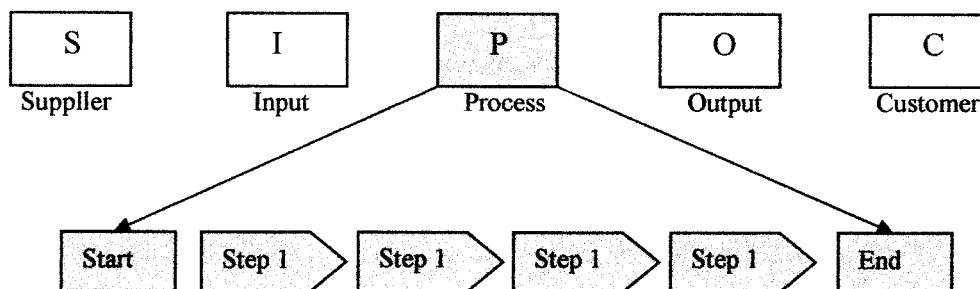 S I P O C
Supplier Input Process Output Customer
Start Step 1 Step 1 Step 1 Step 1 End